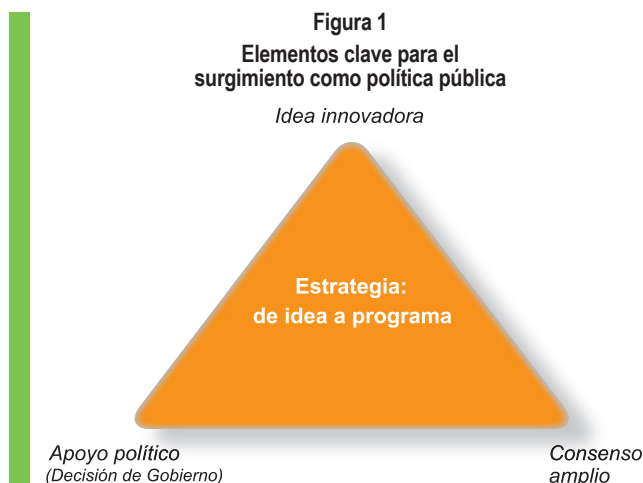 Figura 1
Elementos clave para el
surgimiento como política pública
Idea innovadora
Estrategia:
de idea a programa
Apoyo político
(Decisión de Gobierno)
Consenso
amplio